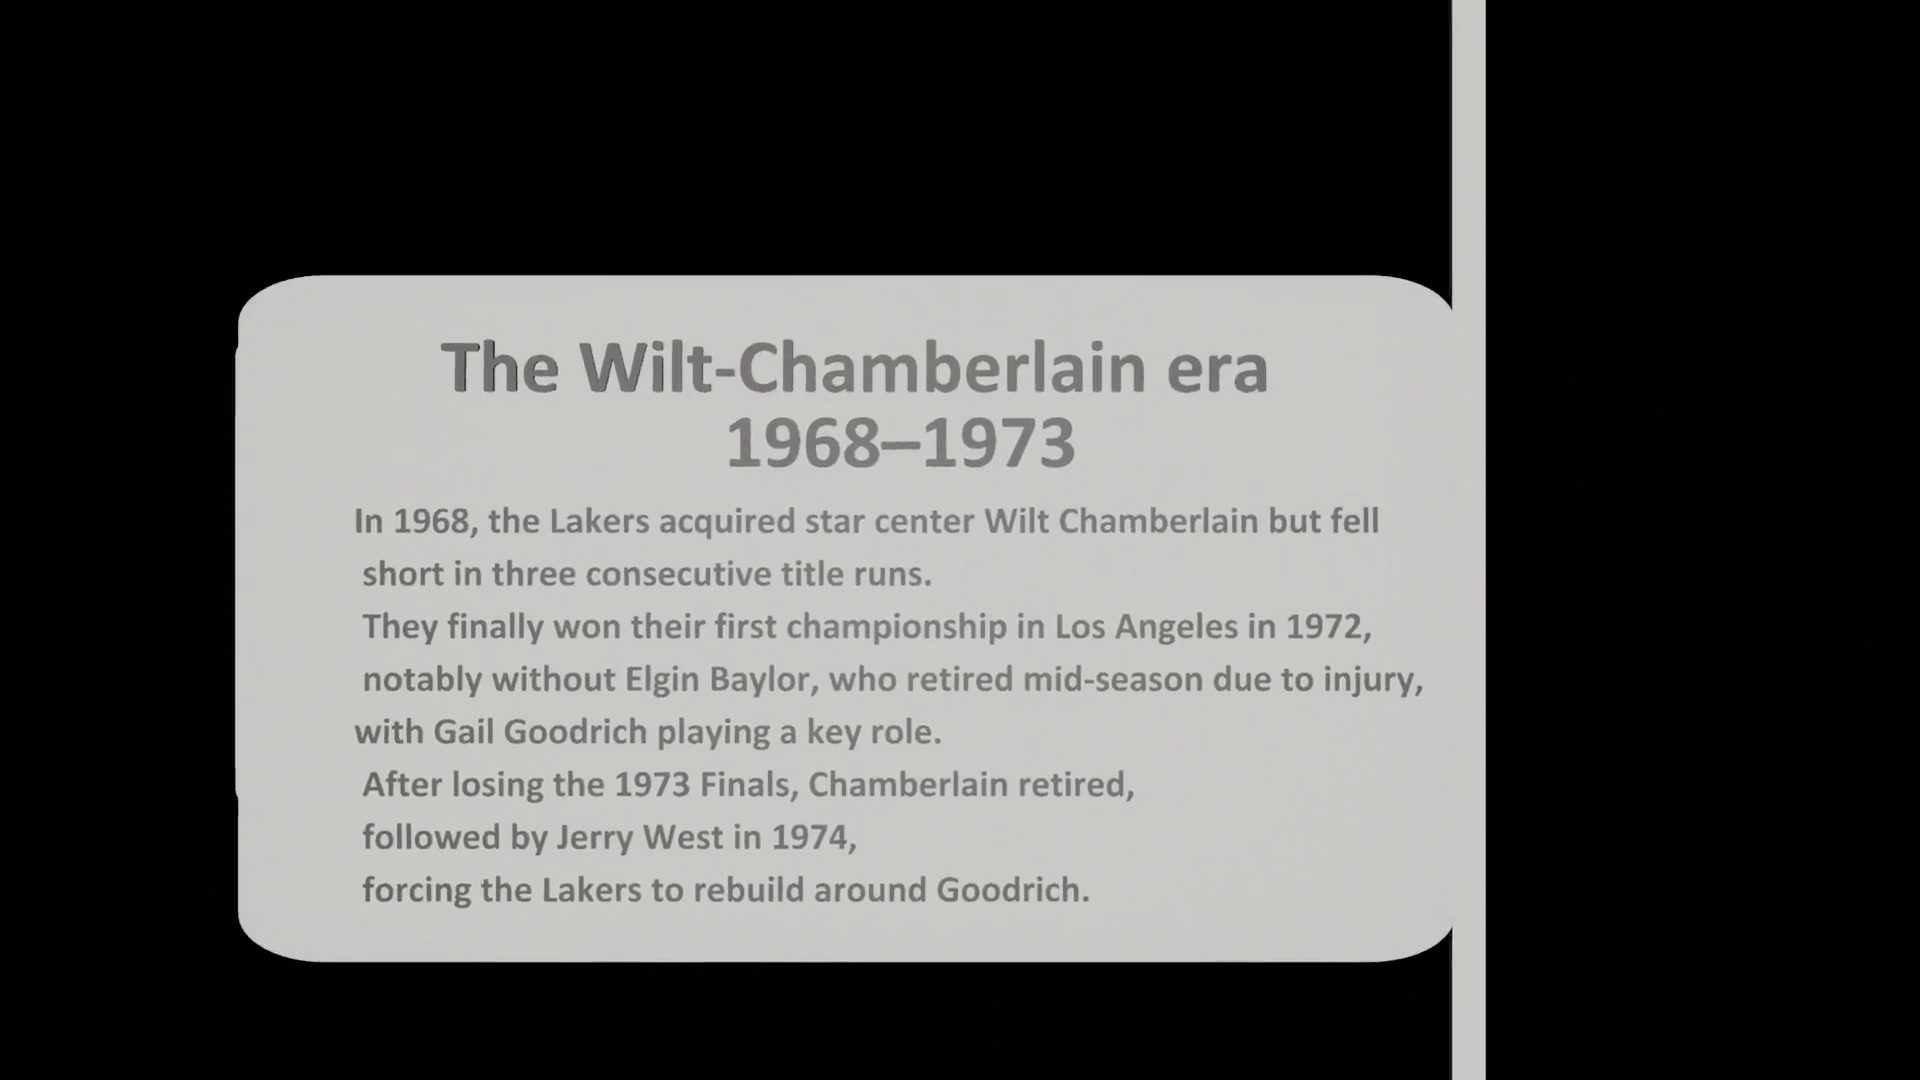 The Wilt-Chamberlain era
1968–1973
In 1968, the Lakers acquired star center Wilt Chamberlain but fell
short in three consecutive title runs.
They finally won their first championship in Los Angeles in 1972,
notably without Elgin Baylor, who retired mid-season due to injury,
with Gail Goodrich playing a key role.
After losing the 1973 Finals, Chamberlain retired,
followed by Jerry West in 1974,
forcing the Lakers to rebuild around Goodrich.